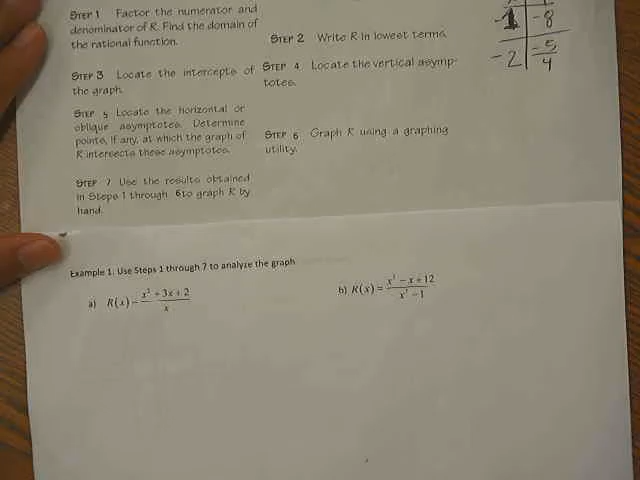 STEP 1 Factor the numerator and
denominator of R. Find the domain of
the rational function.
STEP 2 Write R in lowest terms.
STEP 3 Locate the intercepts of
the graph.
STEP 4 Locate the vertical asymp-
totes.
STEP 5 Locate the horizontal or
oblique asymptotes. Determine
points, if any, at which the graph of
R intersects these asymptotes.
STEP 6 Graph R using a graphing
utility.
STEP 7 Use the results obtained
in Steps 1 through 6 to graph R by
hand.
-1 | -8
-2 | -5/4
Example 1: Use Steps 1 through 7 to analyze the graph
a) R(x) = (x² + 3x + 2)/x
b) R(x) = (x² - x + 12)/(x² - 1)